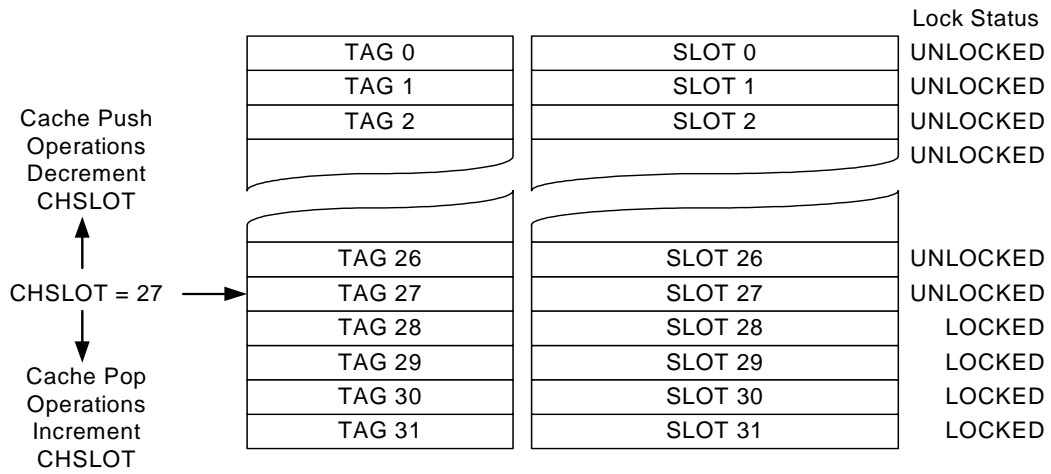 Lock Status
TAG 0 SLOT 0 UNLOCKED
TAG 1 SLOT 1 UNLOCKED
TAG 2 SLOT 2 UNLOCKED
UNLOCKED
Cache Push
Operations
Decrement
CHSLOT
TAG 26 SLOT 26 UNLOCKED
CHSLOT = 27 TAG 27 SLOT 27 UNLOCKED
TAG 28 SLOT 28 LOCKED
TAG 29 SLOT 29 LOCKED
TAG 30 SLOT 30 LOCKED
TAG 31 SLOT 31 LOCKED
Cache Pop
Operations
Increment
CHSLOT